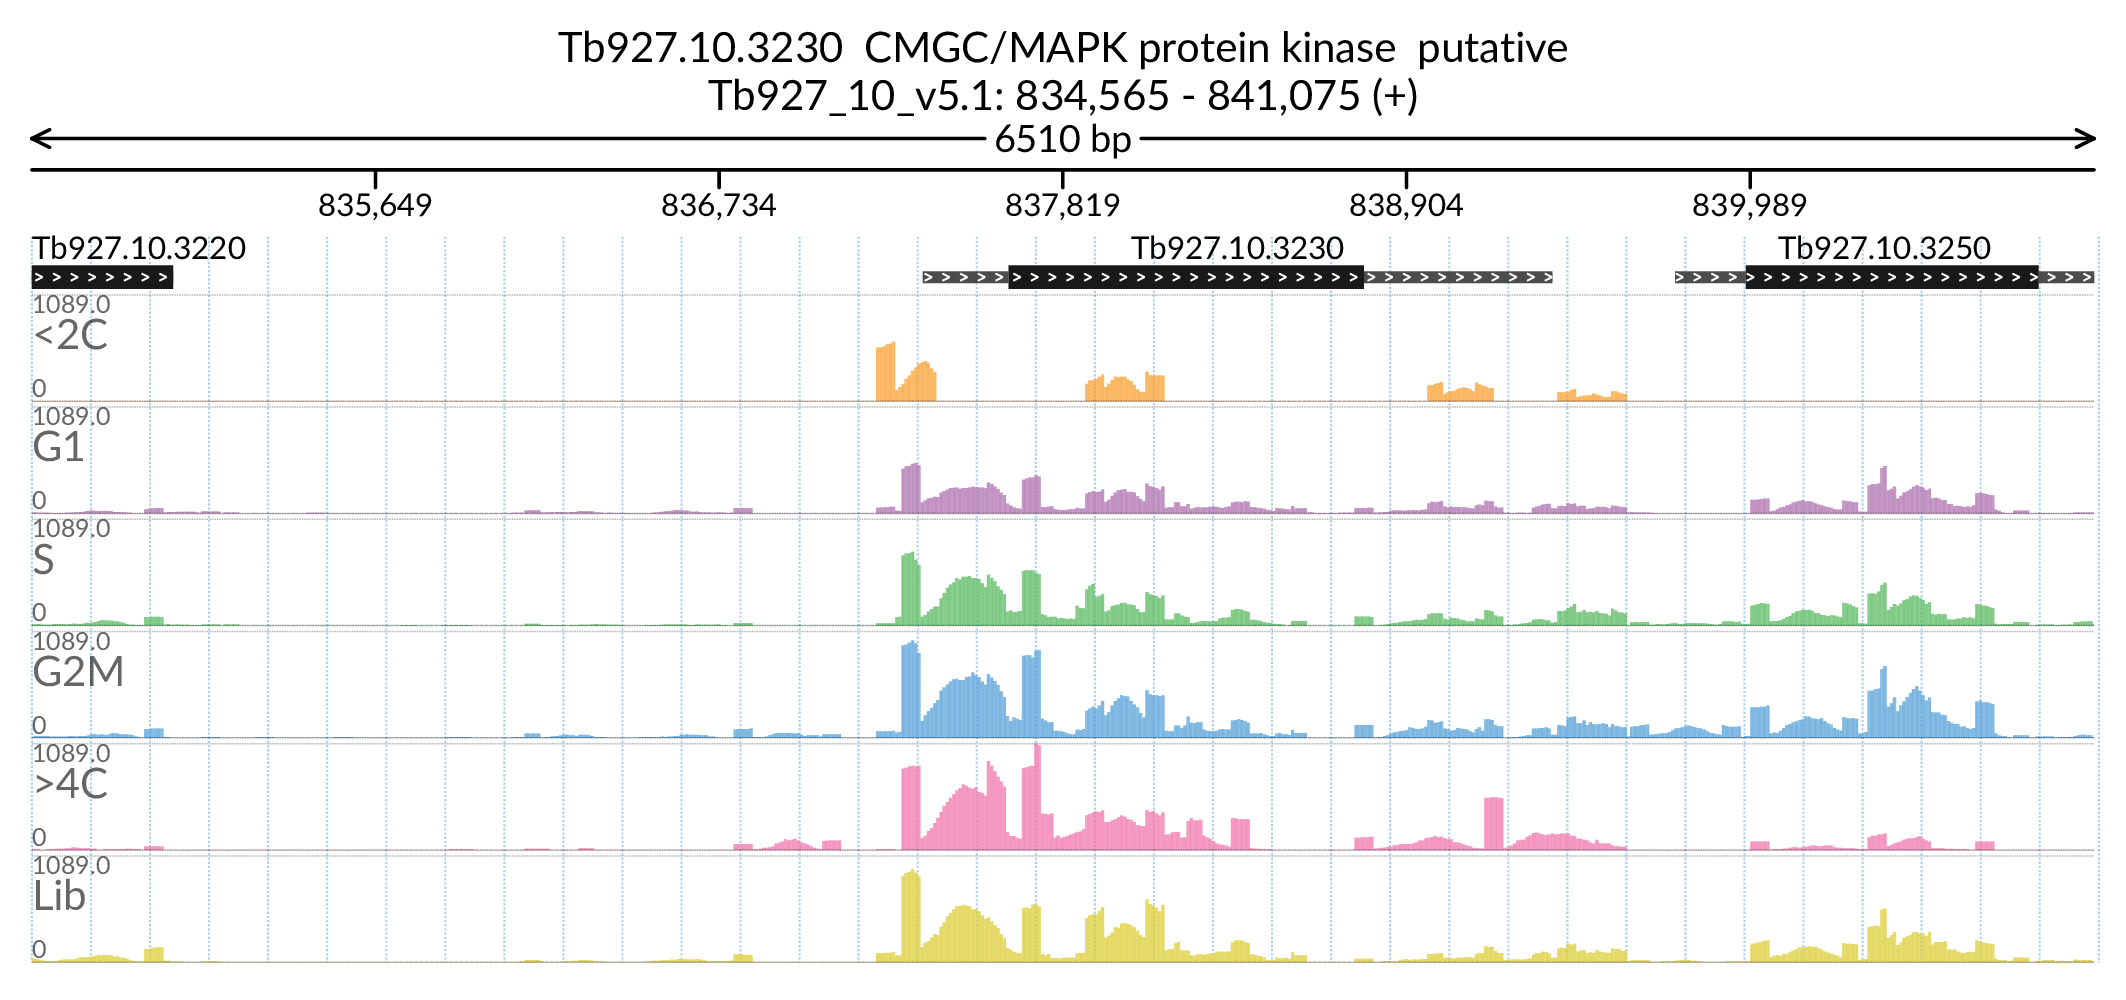 Tb927.10.3230  CMGC/MAPK protein kinase  putative
Tb927_10_v5.1: 834,565 - 841,075 (+)
6510 bp
835,649 836,734 837,819 838,904 839,989
Tb927.10.3220 Tb927.10.3230 Tb927.10.3250
1089.0
<2C
0
1089.0
G1
0
1089.0
S
0
1089.0
G2M
0
1089.0
>4C
0
1089.0
Lib
0